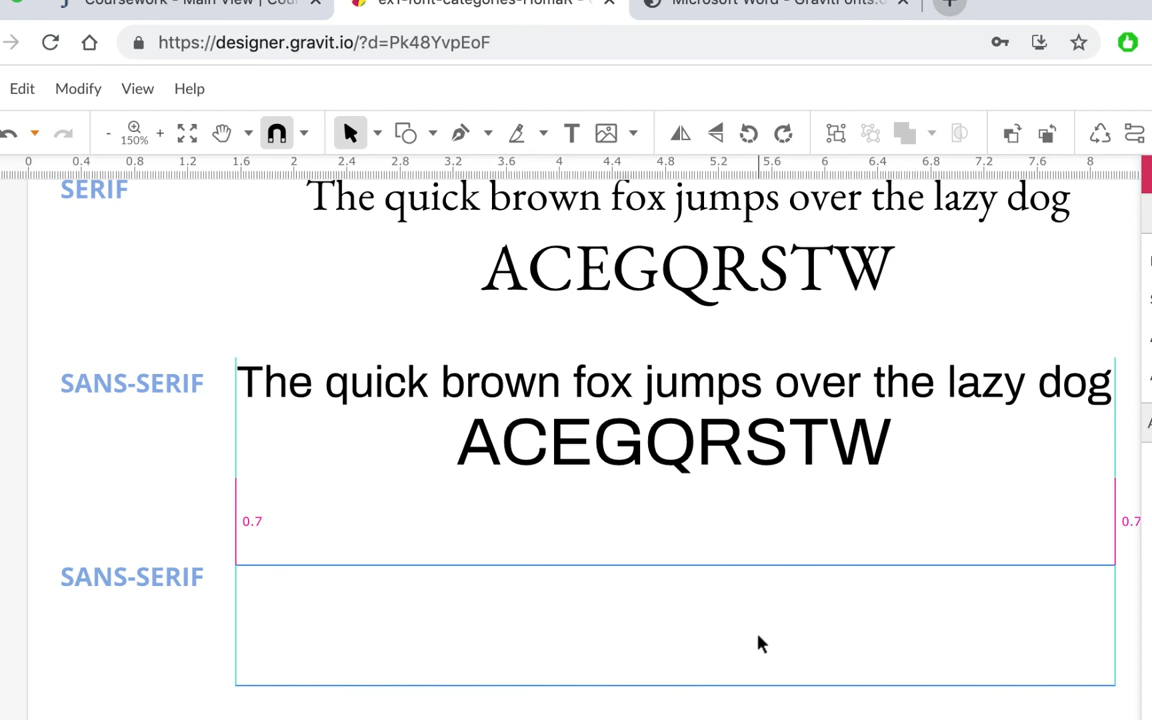 Coursework - Main View | Cour
ex1-font-categories-HomaR -
Microsoft Word - GravitFonts.d
https://designer.gravit.io/?d=Pk48YvpEoF
Edit Modify View Help
- 150% +
0 0.4 0.8 1.2 1.6 2 2.4 2.8 3.2 3.6 4 4.4 4.8 5.2 5.6 6 6.4 6.8 7.2 7.6 8
SERIF
The quick brown fox jumps over the lazy dog
ACEGQRSTW
SANS-SERIF
The quick brown fox jumps over the lazy dog
ACEGQRSTW
0.7 0.7
SANS-SERIF